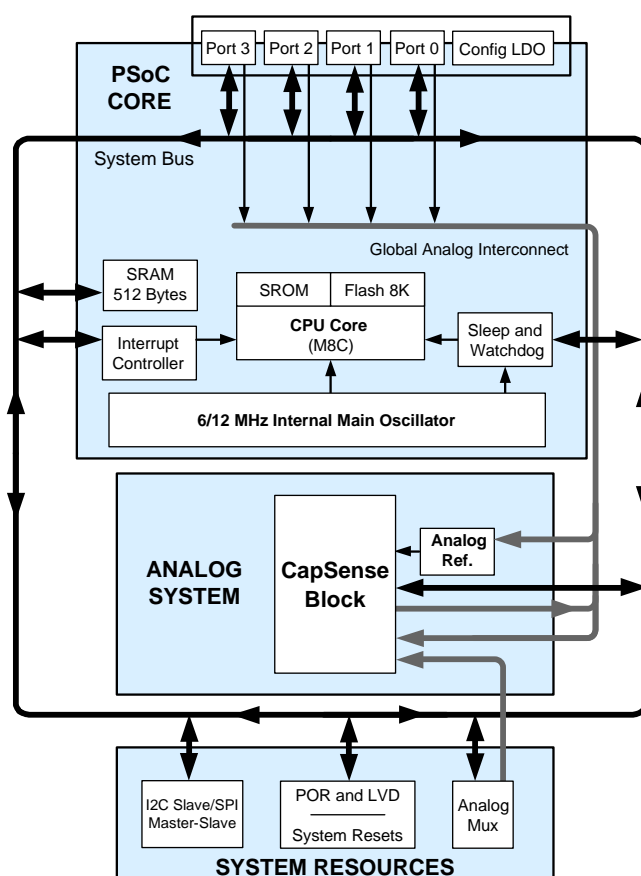 Port 3 Port 2 Port 1 Port 0 Config LDO
PSoC
CORE
System Bus
Global Analog Interconnect
SRAM
512 Bytes
SROM Flash 8K
CPU Core
(M8C)
Interrupt
Controller
Sleep and
Watchdog
6/12 MHz Internal Main Oscillator
ANALOG
SYSTEM
CapSense
Block
Analog
Ref.
I2C Slave/SPI
Master-Slave
POR and LVD
System Resets
Analog
Mux
SYSTEM RESOURCES